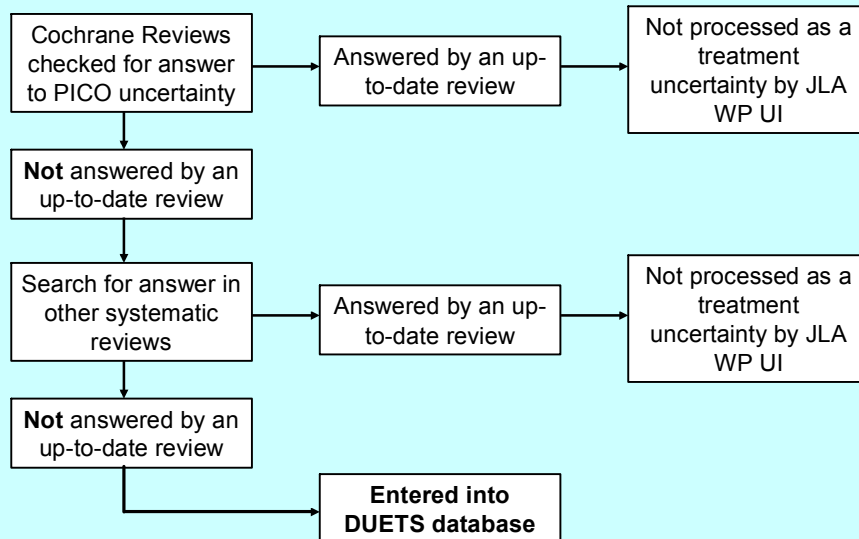 Cochrane Reviews
checked for answer
to PICO uncertainty
Answered by an up-
to-date review
Not processed as a
treatment
uncertainty by JLA
WP UI
Not answered by an
up-to-date review
Search for answer in
other systematic
reviews
Answered by an up-
to-date review
Not processed as a
treatment
uncertainty by JLA
WP UI
Not answered by an
up-to-date review
Entered into
DUETS database